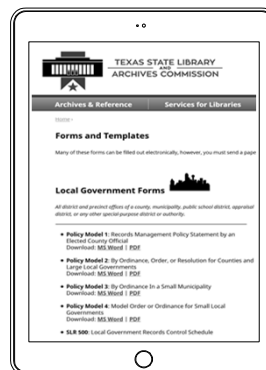 TEXAS STATE LIBRARY
AND
ARCHIVES COMMISSION
Archives & Reference Services for Libraries
Home ›
Forms and Templates
Many of these forms can be filled out electronically, however, you must send a pape
Local Government Forms
All district and precinct offices of a county, municipality, public school district, appraisal
district, or any other special-purpose district or authority.
• Policy Model 1: Records Management Policy Statement by an
Elected County Official
Download: MS Word | PDF
• Policy Model 2: By Ordinance, Order, or Resolution for Counties and
Large Local Governments
Download: MS Word | PDF
• Policy Model 3: By Ordinance In a Small Municipality
Download: MS Word | PDF
• Policy Model 4: Model Order or Ordinance for Small Local
Governments
Download: MS Word | PDF
• SLR 500: Local Government Records Control Schedule